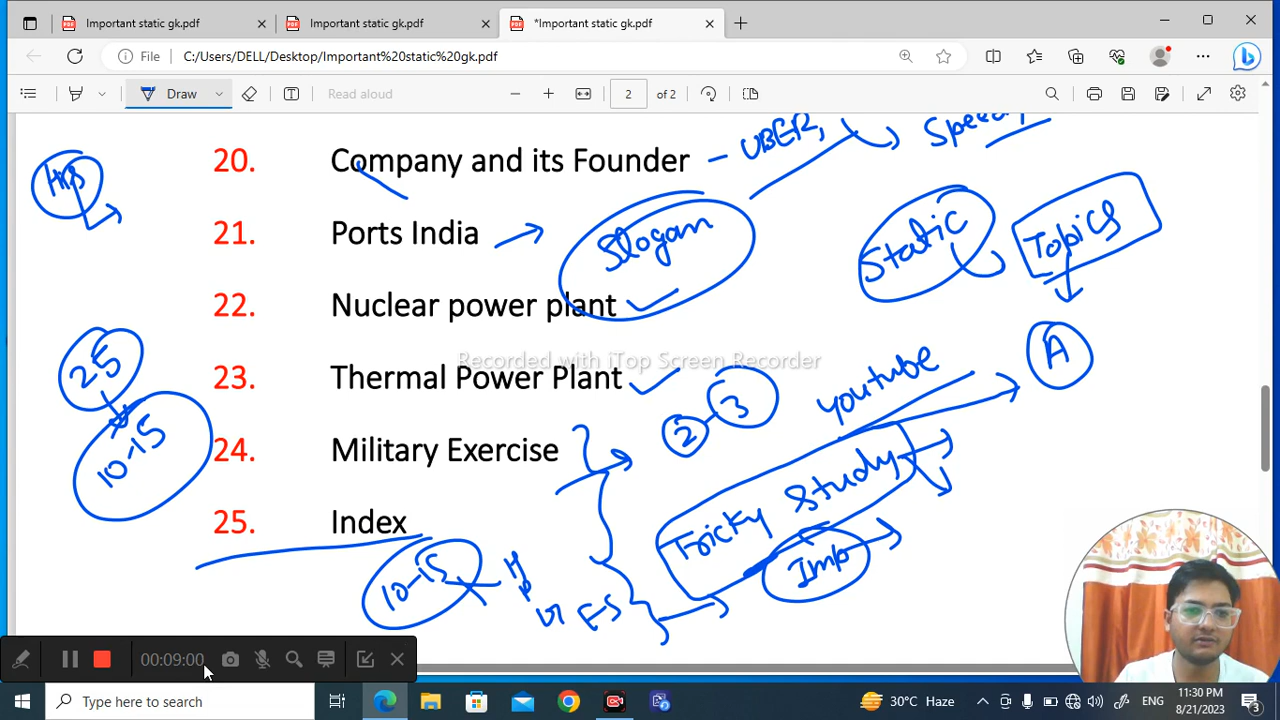 Important static gk.pdf
Important static gk.pdf
*Important static gk.pdf
File
C:/Users/DELL/Desktop/Important%20static%20gk.pdf
Draw
Read aloud
2
of 2
20. Company and its Founder
UBER,
21. Ports India
Slogan
Static
Topics
22. Nuclear power plant
Recorded with iTop Screen Recorder
25
23. Thermal Power Plant
2 3
youtube
A
10-15
24. Military Exercise
Tricky Study
25. Index
10-15
Imp
00:09:00
Type here to search
30°C Haze
ENG
11:30 PM
8/21/2023
3